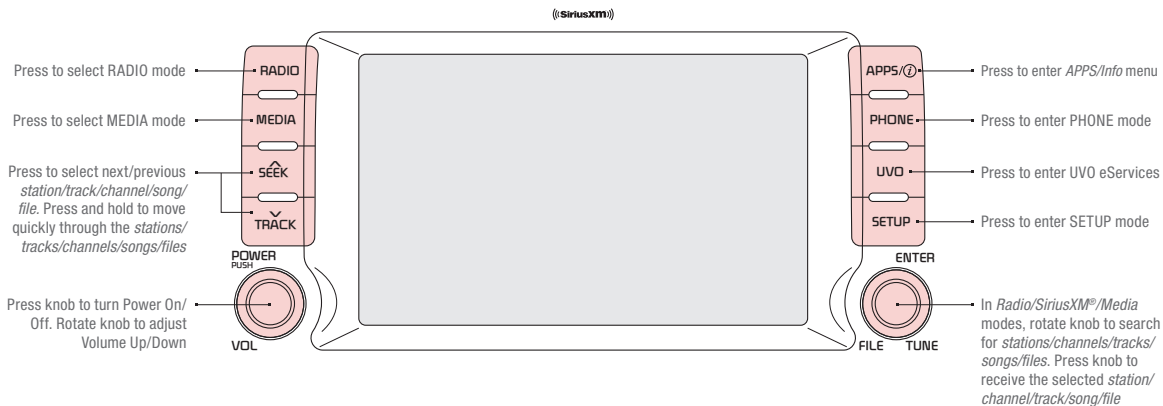 ((SiriusXM))
Press to select RADIO mode
Press to select MEDIA mode
Press to select next/previous
station/track/channel/song/
file. Press and hold to move
quickly through the stations/
tracks/channels/songs/files
Press knob to turn Power On/
Off. Rotate knob to adjust
Volume Up/Down
RADIO
MEDIA
SEEK
TRACK
POWER
PUSH
VOL
APPS/i
PHONE
UVO
SETUP
ENTER
FILE TUNE
Press to enter APPS/Info menu
Press to enter PHONE mode
Press to enter UVO eServices
Press to enter SETUP mode
In Radio/SiriusXM®/Media
modes, rotate knob to search
for stations/channels/tracks/
songs/files. Press knob to
receive the selected station/
channel/track/song/file